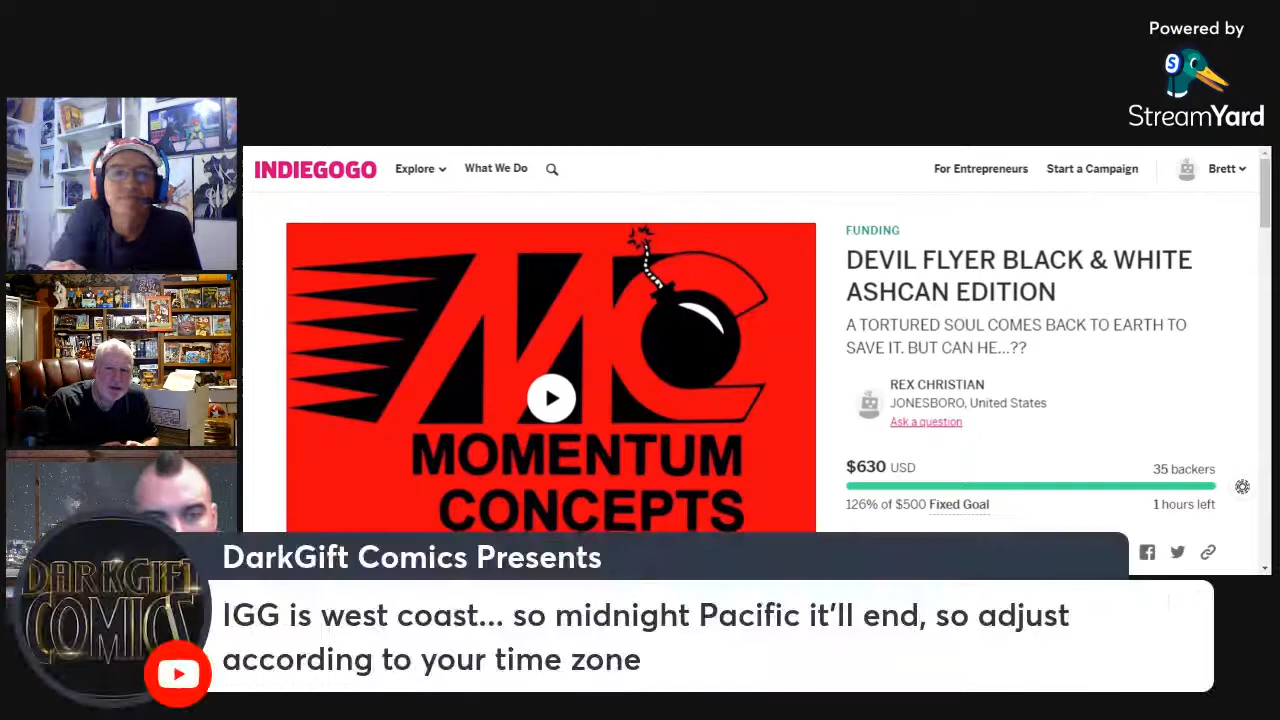 Powered by
StreamYard
INDIEGOGO
Explore
What We Do
For Entrepreneurs
Start a Campaign
Brett
MC
MOMENTUM
CONCEPTS
FUNDING
DEVIL FLYER BLACK & WHITE
ASHCAN EDITION
A TORTURED SOUL COMES BACK TO EARTH TO
SAVE IT. BUT CAN HE...??
REX CHRISTIAN
JONESBORO, United States
Ask a question
$630 USD
35 backers
126% of $500 Fixed Goal
1 hours left
DARKGIFT
COMICS
DarkGift Comics Presents
IGG is west coast... so midnight Pacific it'll end, so adjust
according to your time zone